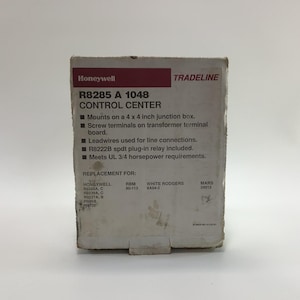 Honeywell
TRADELINE
R8285 A 1048
CONTROL CENTER
■ Mounts on a 4 x 4 inch junction box.
■ Screw terminals on transformer terminal
board.
■ Leadwires used for line connections.
■ R8222B spdt plug-in relay included.
■ Meets UL 3/4 horsepower requirements.
REPLACEMENT FOR:
HONEYWELL RBM WHITE RODGERS MARS